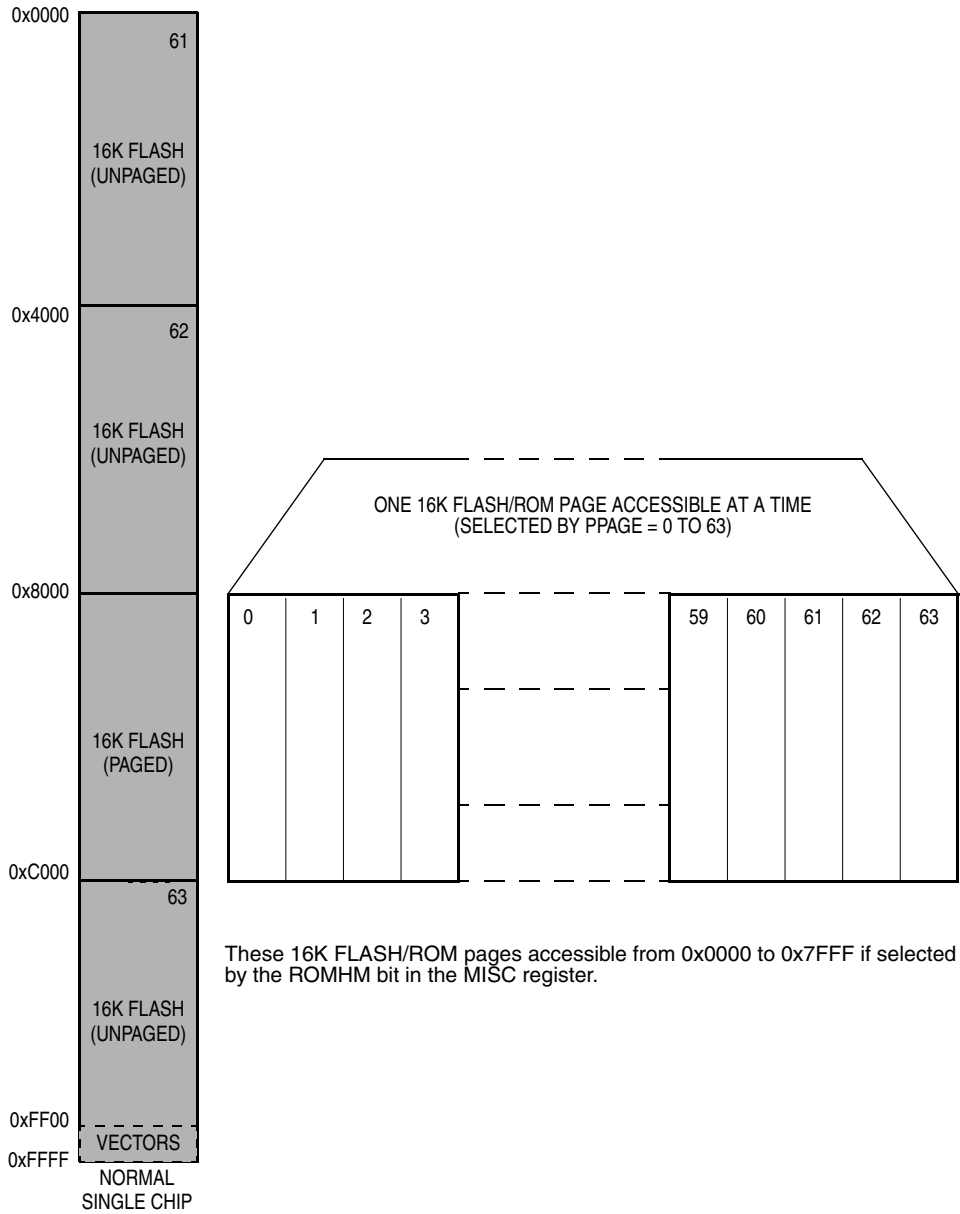 0x0000
61
16K FLASH
(UNPAGED)
0x4000
62
16K FLASH
(UNPAGED)
ONE 16K FLASH/ROM PAGE ACCESSIBLE AT A TIME
(SELECTED BY PPAGE = 0 TO 63)
0x8000
0 1 2 3 59 60 61 62 63
16K FLASH
(PAGED)
0xC000
63
These 16K FLASH/ROM pages accessible from 0x0000 to 0x7FFF if selected
by the ROMHM bit in the MISC register.
16K FLASH
(UNPAGED)
0xFF00
VECTORS
0xFFFF
NORMAL
SINGLE CHIP